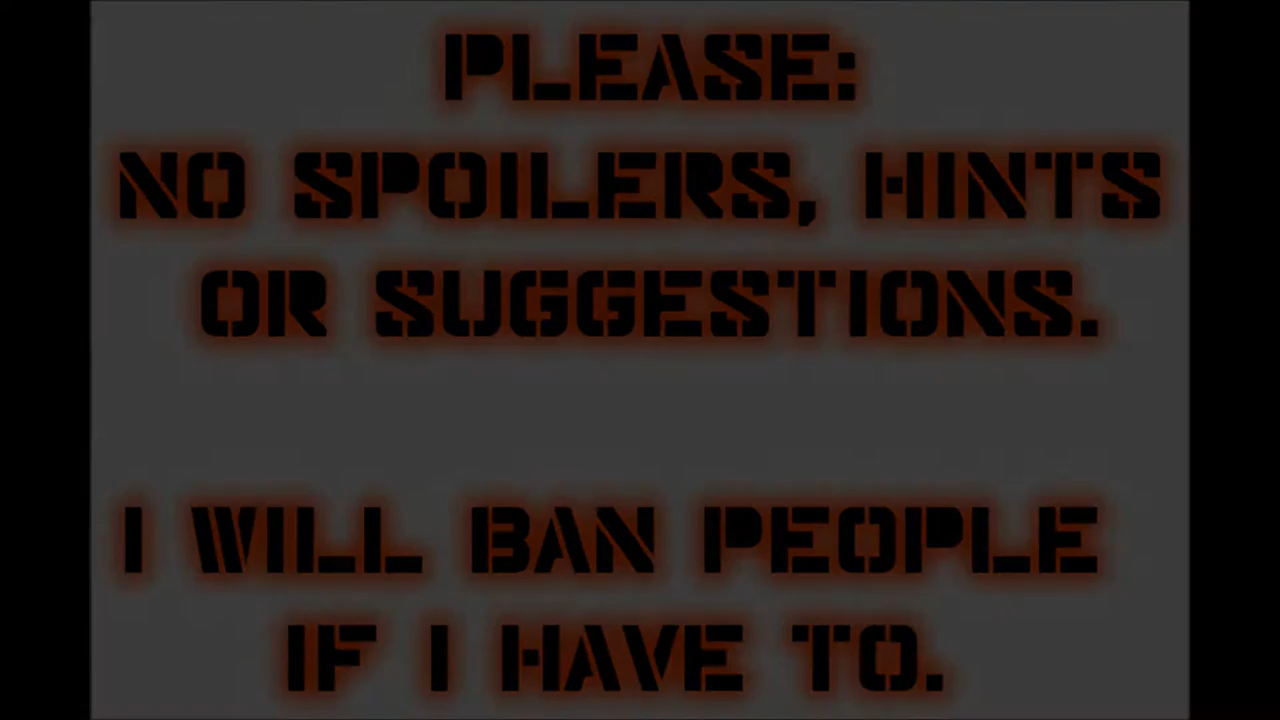 PLEASE:
NO SPOILERS, HINTS
OR SUGGESTIONS.
I WILL BAN PEOPLE
IF I HAVE TO.